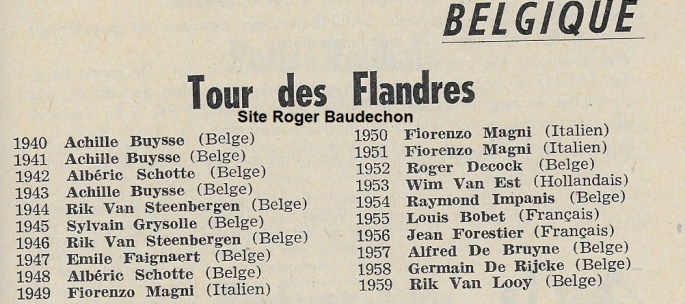 BELGIQUE
Tour des Flandres
Site Roger Baudechon
1940 Achille Buysse (Belge)
1941 Achille Buysse (Belge)
1942 Albéric Schotte (Belge)
1943 Achille Buysse (Belge)
1944 Rik Van Steenbergen (Belge)
1945 Sylvain Grysolle (Belge)
1946 Rik Van Steenbergen (Belge)
1947 Emile Faignaert (Belge)
1948 Albéric Schotte (Belge)
1949 Fiorenzo Magni (Italien)
1950 Fiorenzo Magni (Italien)
1951 Fiorenzo Magni (Italien)
1952 Roger Decock (Belge)
1953 Wim Van Est (Hollandais)
1954 Raymond Impanis (Belge)
1955 Louis Bobet (Français)
1956 Jean Forestier (Français)
1957 Alfred De Bruyne (Belge)
1958 Germain De Rijcke (Belge)
1959 Rik Van Looy (Belge)